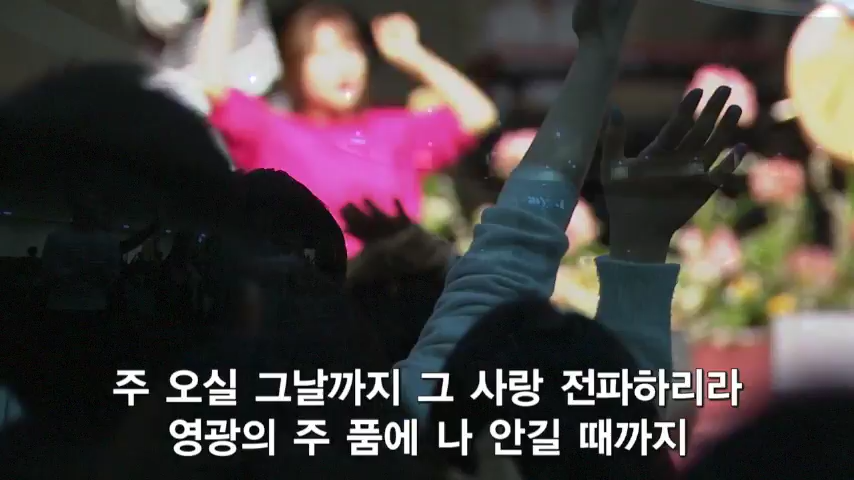 주 오실 그날까지 그 사랑 전파하리라
영광의 주 품에 나 안길 때까지